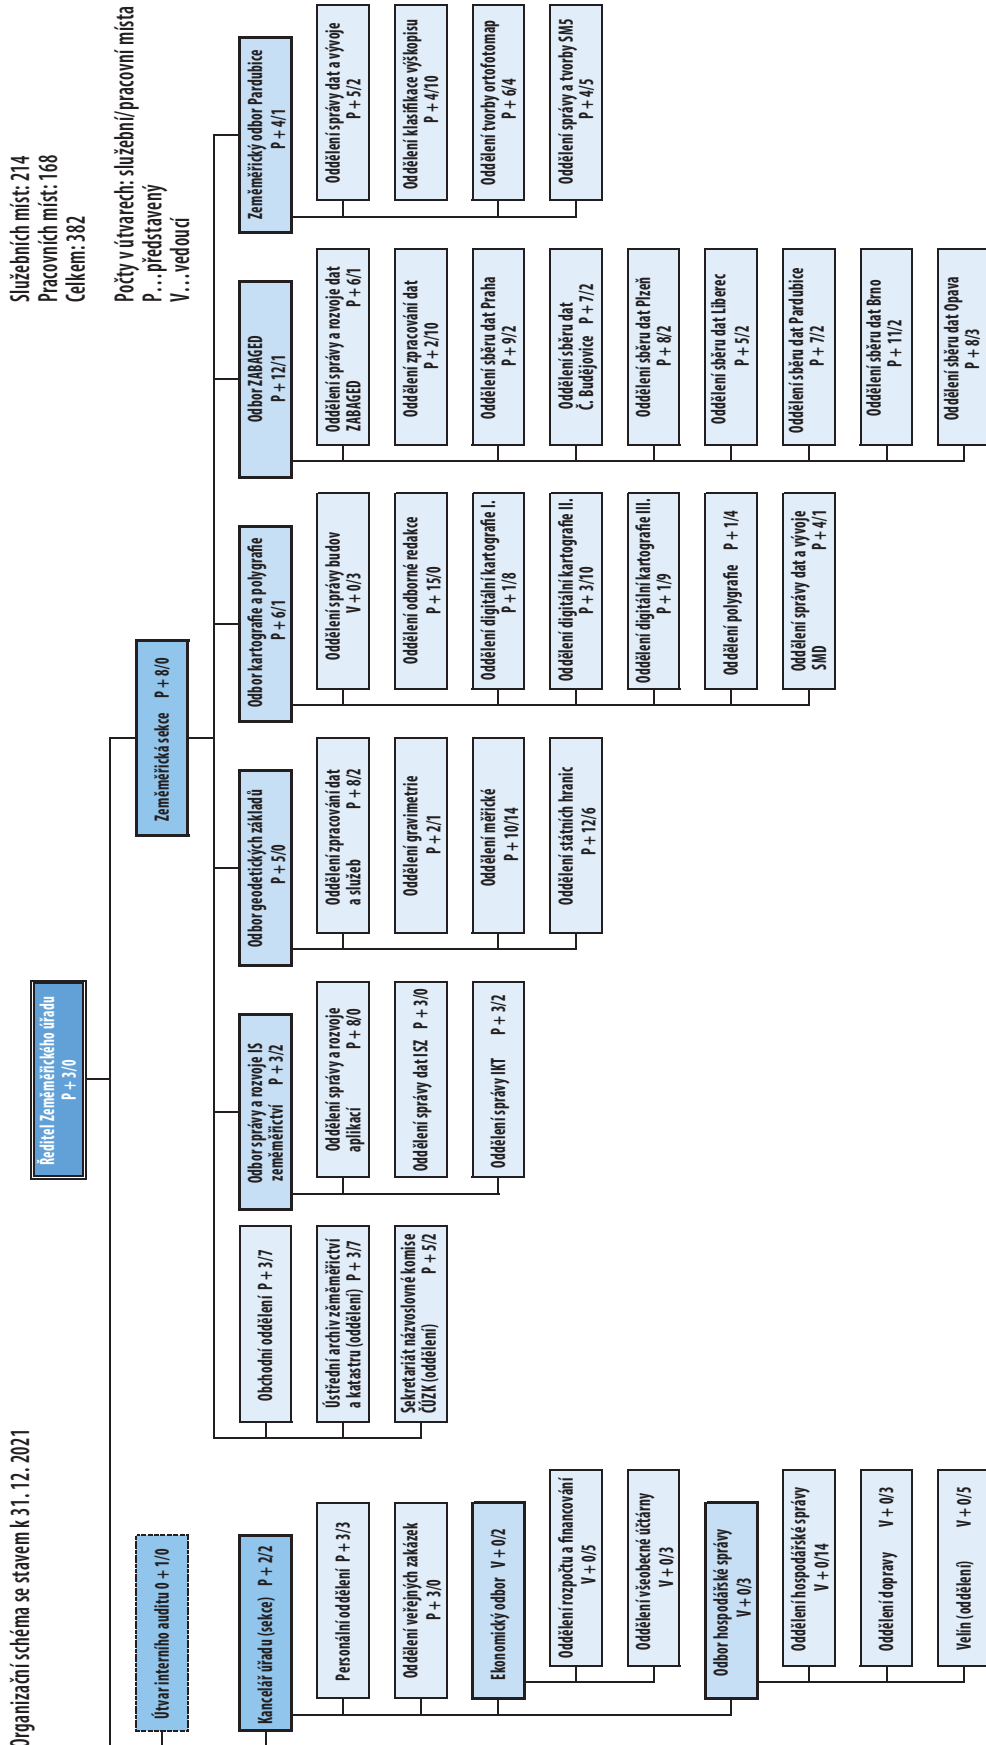 Organizační schéma se stavem k 31. 12. 2021
Služebních míst: 214
Pracovních míst: 168
Celkem: 382
Počty v útvarech: služební/pracovní místa
P…představený
V…vedoucí
Ředitel Zeměměřického úřadu
P + 3/0
Útvar interního auditu 0 + 1/0
Zeměměřická sekce P + 8/0
Kancelář úřadu (sekce) P + 2/2
Personální oddělení P + 3/3
Oddělení veřejných zakázek
P + 3/0
Ekonomický odbor V + 0/2
Oddělení rozpočtu a financování
V + 0/5
Oddělení všeobecné účtárny
V + 0/3
Odbor hospodářské správy
V + 0/3
Oddělení hospodářské správy
V + 0/14
Oddělení dopravy V + 0/3
Velín (oddělení) V + 0/5
Obchodní oddělení P + 3/7
Ústřední archiv zěměměřictví
a katastru (oddělení) P + 3/7
Sekretariát názvoslovné komise
ČÚZK (oddělení) P + 5/2
Odbor správy a rozvoje IS
zeměměřictví P + 3/2
Oddělení správy a rozvoje
aplikací P + 8/0
Oddělení správy dat ISZ P + 3/0
Oddělení správy IKT P + 3/2
Odbor geodetických základů
P + 5/0
Oddělení zpracování dat
a služeb P + 8/2
Oddělení gravimetrie
P + 2/1
Oddělení měřické
P + 10/14
Oddělení státních hranic
P + 12/6
Odbor kartografie a polygrafie
P + 6/1
Oddělení správy budov
V + 0/3
Oddělení odborné redakce
P + 15/0
Oddělení digitální kartografie I.
P + 1/8
Oddělení digitální kartografie II.
P + 3/10
Oddělení digitální kartografie III.
P + 1/9
Oddělení polygrafie P + 1/4
Oddělení správy dat a vývoje
SMD P + 4/1
Odbor ZABAGED
P + 12/1
Oddělení správy a rozvoje dat
ZABAGED P + 6/1
Oddělení zpracování dat
P + 2/10
Oddělení sběru dat Praha
P + 9/2
Oddělení sběru dat
Č. Budějovice P + 7/2
Oddělení sběru dat Plzeň
P + 8/2
Oddělení sběru dat Liberec
P + 5/2
Oddělení sběru dat Pardubice
P + 7/2
Oddělení sběru dat Brno
P + 11/2
Oddělení sběru dat Opava
P + 8/3
Zeměměřický odbor Pardubice
P + 4/1
Oddělení správy dat a vývoje
P + 5/2
Oddělení klasifikace výškopisu
P + 4/10
Oddělení tvorby ortofotomap
P + 6/4
Oddělení správy a tvorby SM5
P + 4/5